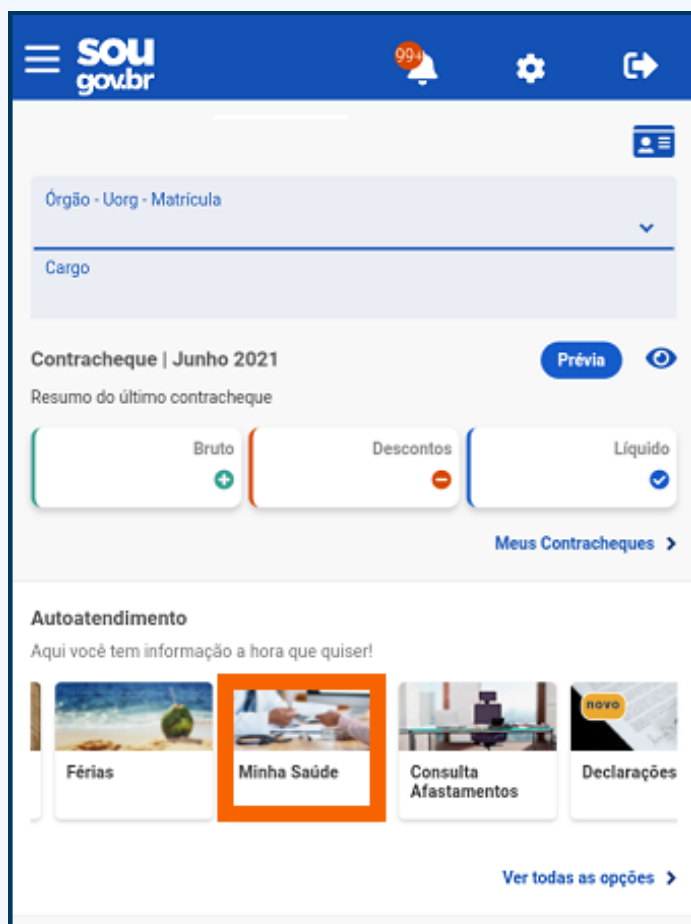 sou
gov.br
99+
Órgão - Uorg - Matrícula
Cargo
Contracheque | Junho 2021
Prévia
Resumo do último contracheque
Bruto
Descontos
Líquido
Meus Contracheques
Autoatendimento
Aqui você tem informação a hora que quiser!
novo
Férias
Minha Saúde
Consulta
Afastamentos
Declarações
Ver todas as opções